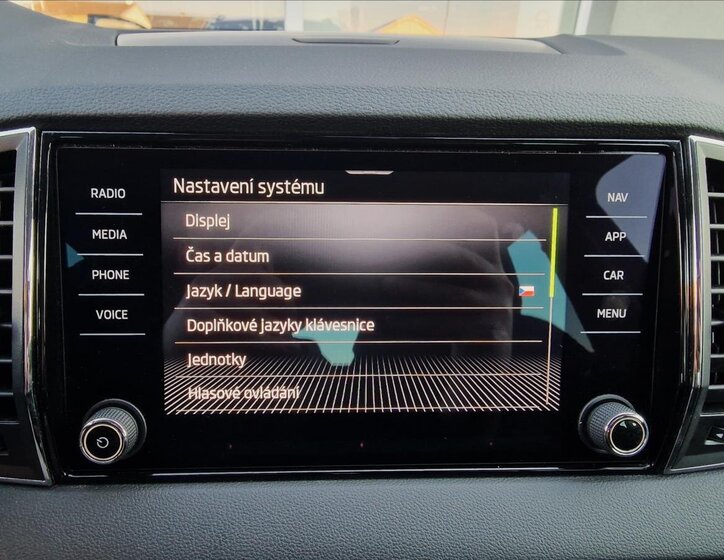 RADIO
MEDIA
PHONE
VOICE
Nastavení systému
Displej
Čas a datum
Jazyk / Language
Doplňkové jazyky klávesnice
Jednotky
Hlasové ovládání
NAV
APP
CAR
MENU